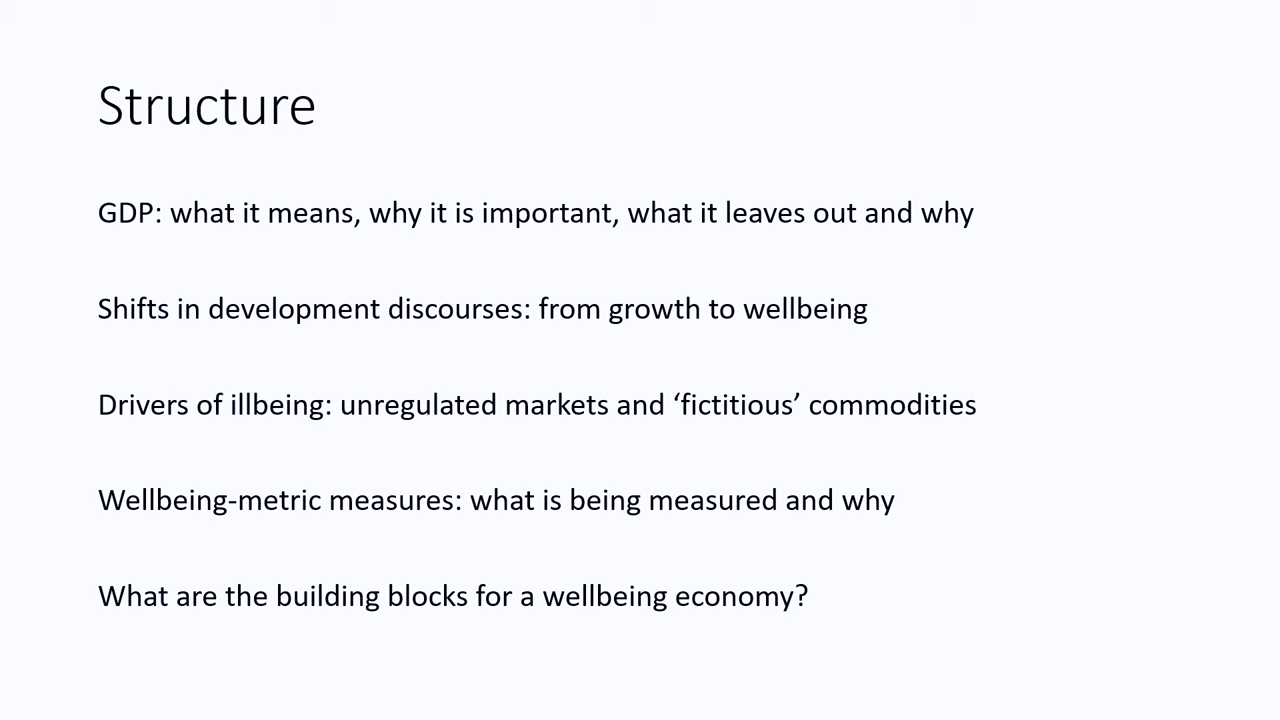 Structure
GDP: what it means, why it is important, what it leaves out and why
Shifts in development discourses: from growth to wellbeing
Drivers of illbeing: unregulated markets and ‘fictitious’ commodities
Wellbeing-metric measures: what is being measured and why
What are the building blocks for a wellbeing economy?